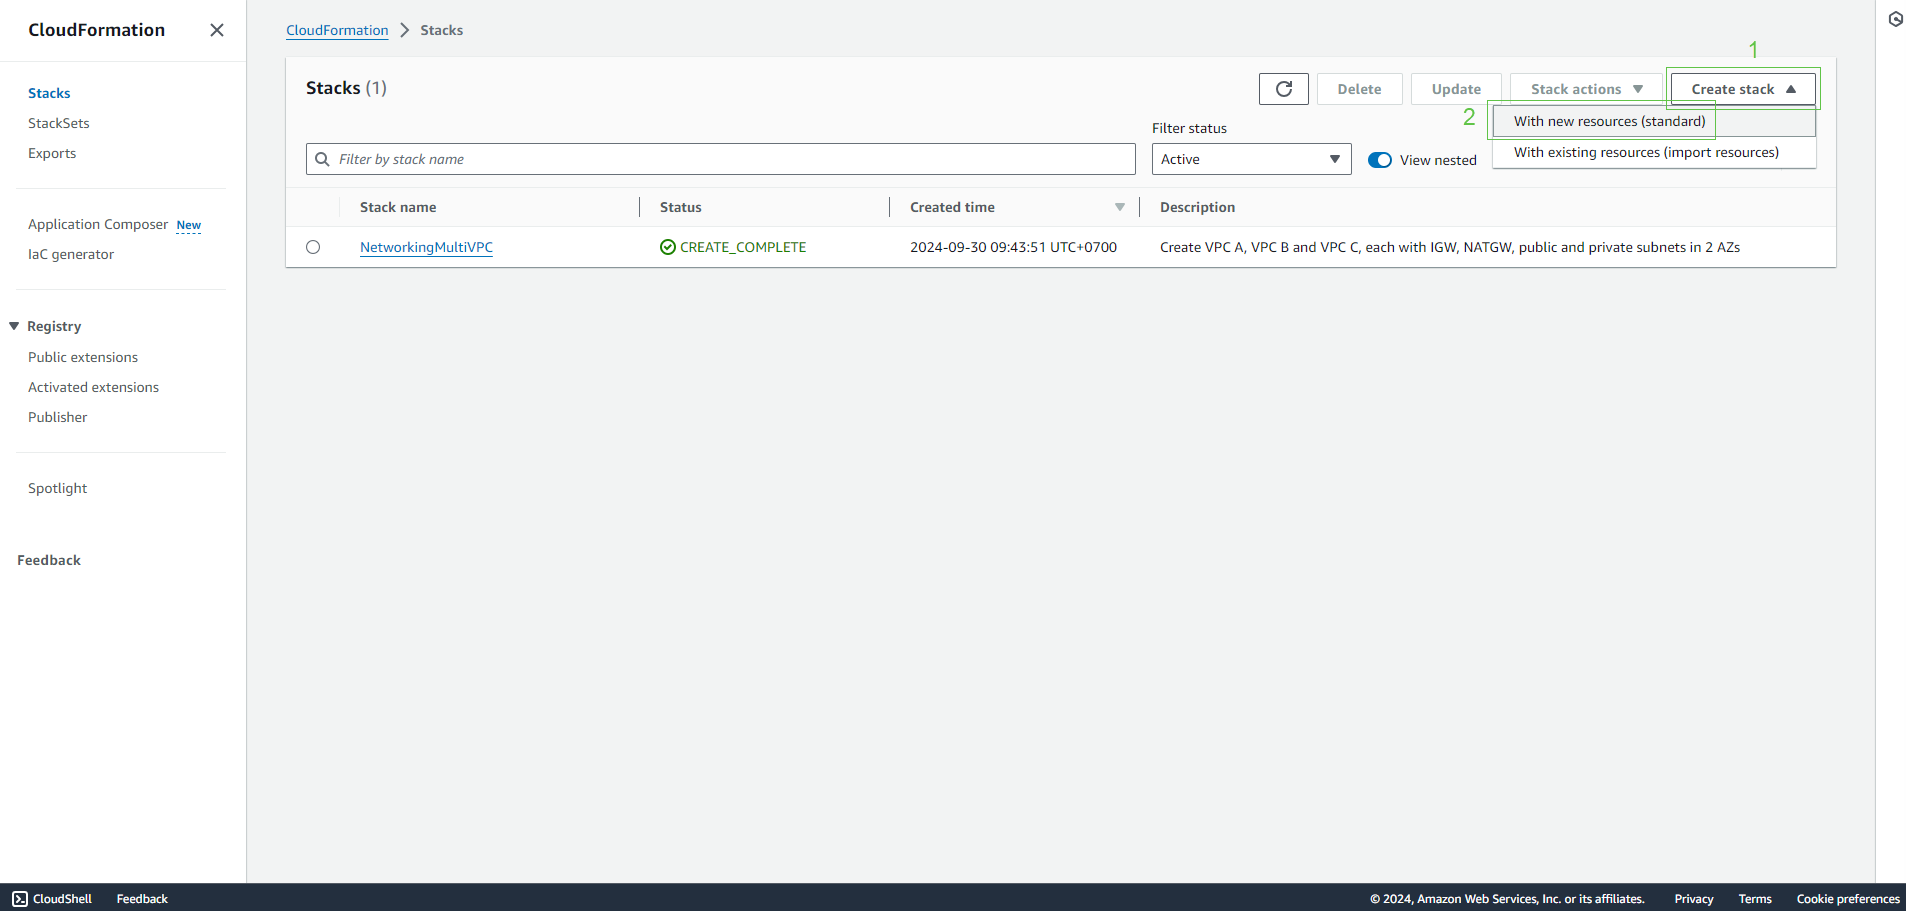 CloudFormation
Stacks
StackSets
Exports
Application Composer New
IaC generator
Registry
Public extensions
Activated extensions
Publisher
Spotlight
Feedback
CloudFormation Stacks
1
Stacks (1)
Delete
Update
Stack actions
Create stack
2
With new resources (standard)
With existing resources (import resources)
Filter status
Filter by stack name
Active
View nested
Stack name Status Created time Description
NetworkingMultiVPC CREATE_COMPLETE 2024-09-30 09:43:51 UTC+0700 Create VPC A, VPC B and VPC C, each with IGW, NATGW, public and private subnets in 2 AZs
CloudShell Feedback © 2024, Amazon Web Services, Inc. or its affiliates. Privacy Terms Cookie preferences